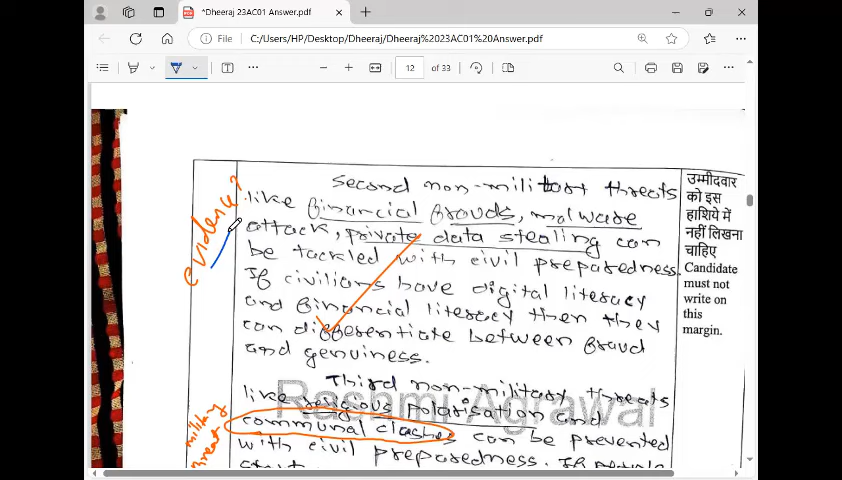 *Dheeraj 23AC01 Answer.pdf
File
C:/Users/HP/Desktop/Dheeraj/Dheeraj%2023AC01%20Answer.pdf
12 of 33
evidence?
Second non-military threats
like financial frauds, malware
attack, private data stealing can
be tackled with civil preparedness.
If civilians have digital literacy
and financial literacy then they
can differentiate between fraud
and genuiness.
Third non-military threats
like religious polarisation and
communal clashes can be prevented
with civil preparedness. If people
military
threat
Rashmi Agrawal
उम्मीदवार
को इस
हाशिये में
नहीं लिखना
चाहिए
Candidate
must not
write on
this
margin.